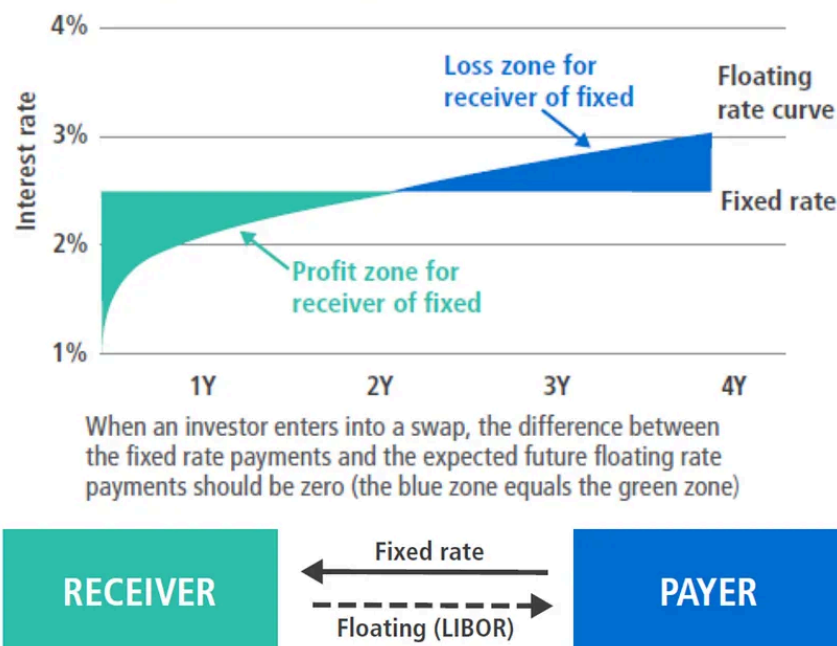 4%
3%
2%
1%
Interest rate
Loss zone for
receiver of fixed
Floating
rate curve
Fixed rate
Profit zone for
receiver of fixed
1Y
2Y
3Y
4Y
When an investor enters into a swap, the difference between
the fixed rate payments and the expected future floating rate
payments should be zero (the blue zone equals the green zone)
RECEIVER
Fixed rate
Floating (LIBOR)
PAYER